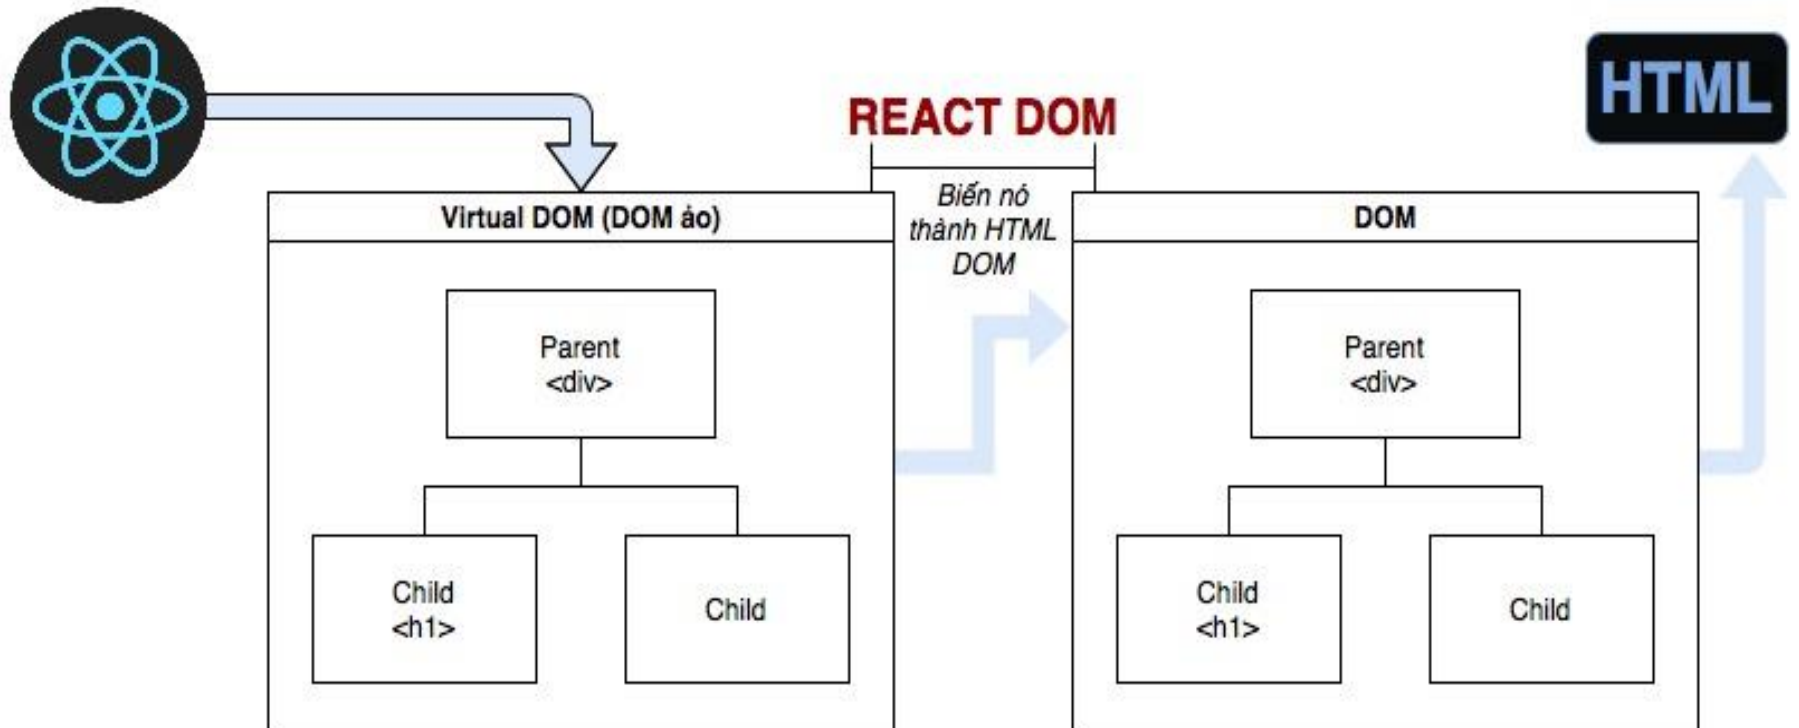 REACT DOM
HTML
Virtual DOM (DOM ảo)
Biến nó
thành HTML
DOM
DOM
Parent
<div>
Child
<h1>
Child
Parent
<div>
Child
<h1>
Child